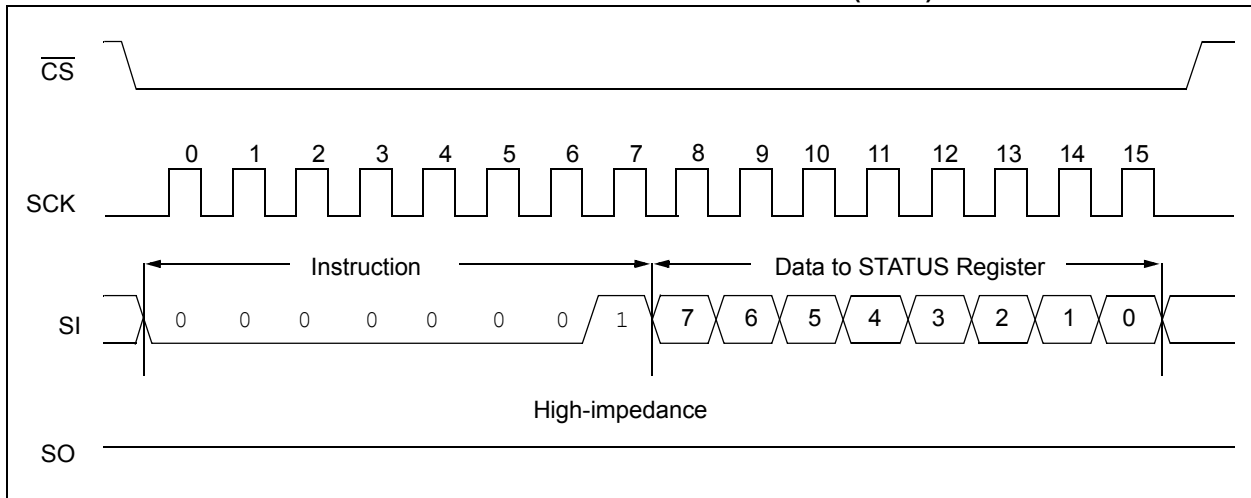 CS
0 1 2 3 4 5 6 7 8 9 10 11 12 13 14 15
SCK
Instruction Data to STATUS Register
SI 0 0 0 0 0 0 0 1 7 6 5 4 3 2 1 0
High-impedance
SO